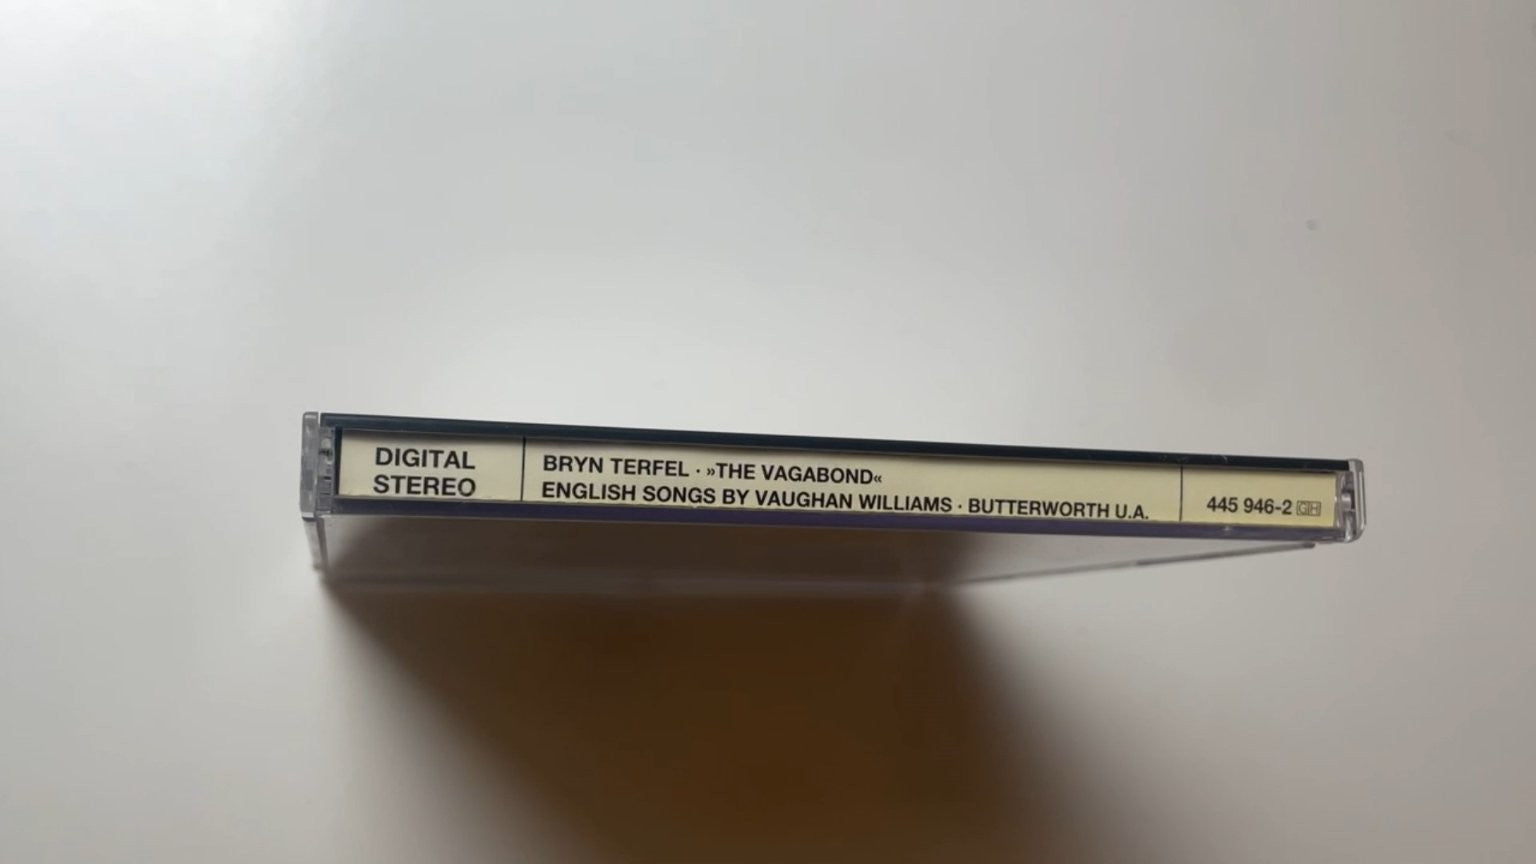 DIGITAL
STEREO
BRYN TERFEL · »THE VAGABOND«
ENGLISH SONGS BY VAUGHAN WILLIAMS · BUTTERWORTH U.A.
445 946-2 GH